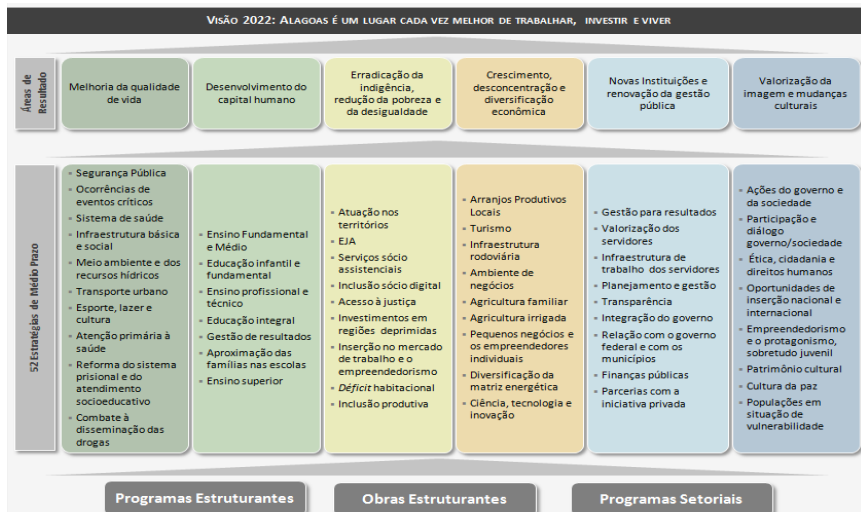 VISÃO 2022: ALAGOAS É UM LUGAR CADA VEZ MELHOR DE TRABALHAR, INVESTIR E VIVER
Áreas de
Resultado
Melhoria da qualidade
de vida
Desenvolvimento do
capital humano
Erradicação da
indigência,
redução da pobreza e
da desigualdade
Crescimento,
desconcentração e
diversificação
econômica
Novas Instituições e
renovação da gestão
pública
Valorização da
imagem e mudanças
culturais
52 Estratégias de Médio Prazo
▪ Segurança Pública
▪ Ocorrências de
eventos críticos
▪ Sistema de saúde
▪ Infraestrutura básica
e social
▪ Meio ambiente e dos
recursos hídricos
▪ Transporte urbano
▪ Esporte, lazer e
cultura
▪ Atenção primária à
saúde
▪ Reforma do sistema
prisional e do
atendimento
socioeducativo
▪ Combate à
disseminação das
drogas
▪ Ensino Fundamental
e Médio
▪ Educação infantil e
fundamental
▪ Ensino profissional e
técnico
▪ Educação integral
▪ Gestão de resultados
▪ Aproximação das
famílias nas escolas
▪ Ensino superior
▪ Atuação nos
territórios
▪ EJA
▪ Serviços sócio
assistenciais
▪ Inclusão sócio digital
▪ Acesso à justiça
▪ Investimentos em
regiões deprimidas
▪ Inserção no mercado
de trabalho e o
empreendedorismo
▪ Déficit habitacional
▪ Inclusão produtiva
▪ Arranjos Produtivos
Locais
▪ Turismo
▪ Infraestrutura
rodoviária
▪ Ambiente de
negócios
▪ Agricultura familiar
▪ Agricultura irrigada
▪ Pequenos negócios e
os empreendedores
individuais
▪ Diversificação da
matriz energética
▪ Ciência, tecnologia e
inovação
▪ Gestão para resultados
▪ Valorização dos
servidores
▪ Infraestrutura de
trabalho dos servidores
▪ Planejamento e gestão
▪ Transparência
▪ Integração do governo
▪ Relação com o governo
federal e com os
municípios
▪ Finanças públicas
▪ Parcerias com a
iniciativa privada
▪ Ações do governo e
da sociedade
▪ Participação e
diálogo
governo/sociedade
▪ Ética, cidadania e
direitos humanos
▪ Oportunidades de
inserção nacional e
internacional
▪ Empreendedorismo
e o protagonismo,
sobretudo juvenil
▪ Patrimônio cultural
▪ Cultura da paz
▪ Populações em
situação de
vulnerabilidade
Programas Estruturantes
Obras Estruturantes
Programas Setoriais